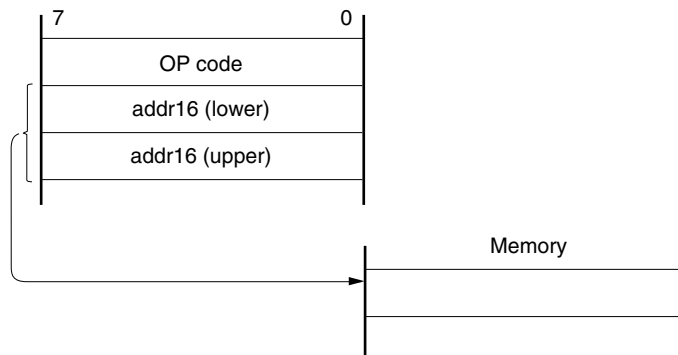 7 0
OP code
addr16 (lower)
addr16 (upper)
Memory